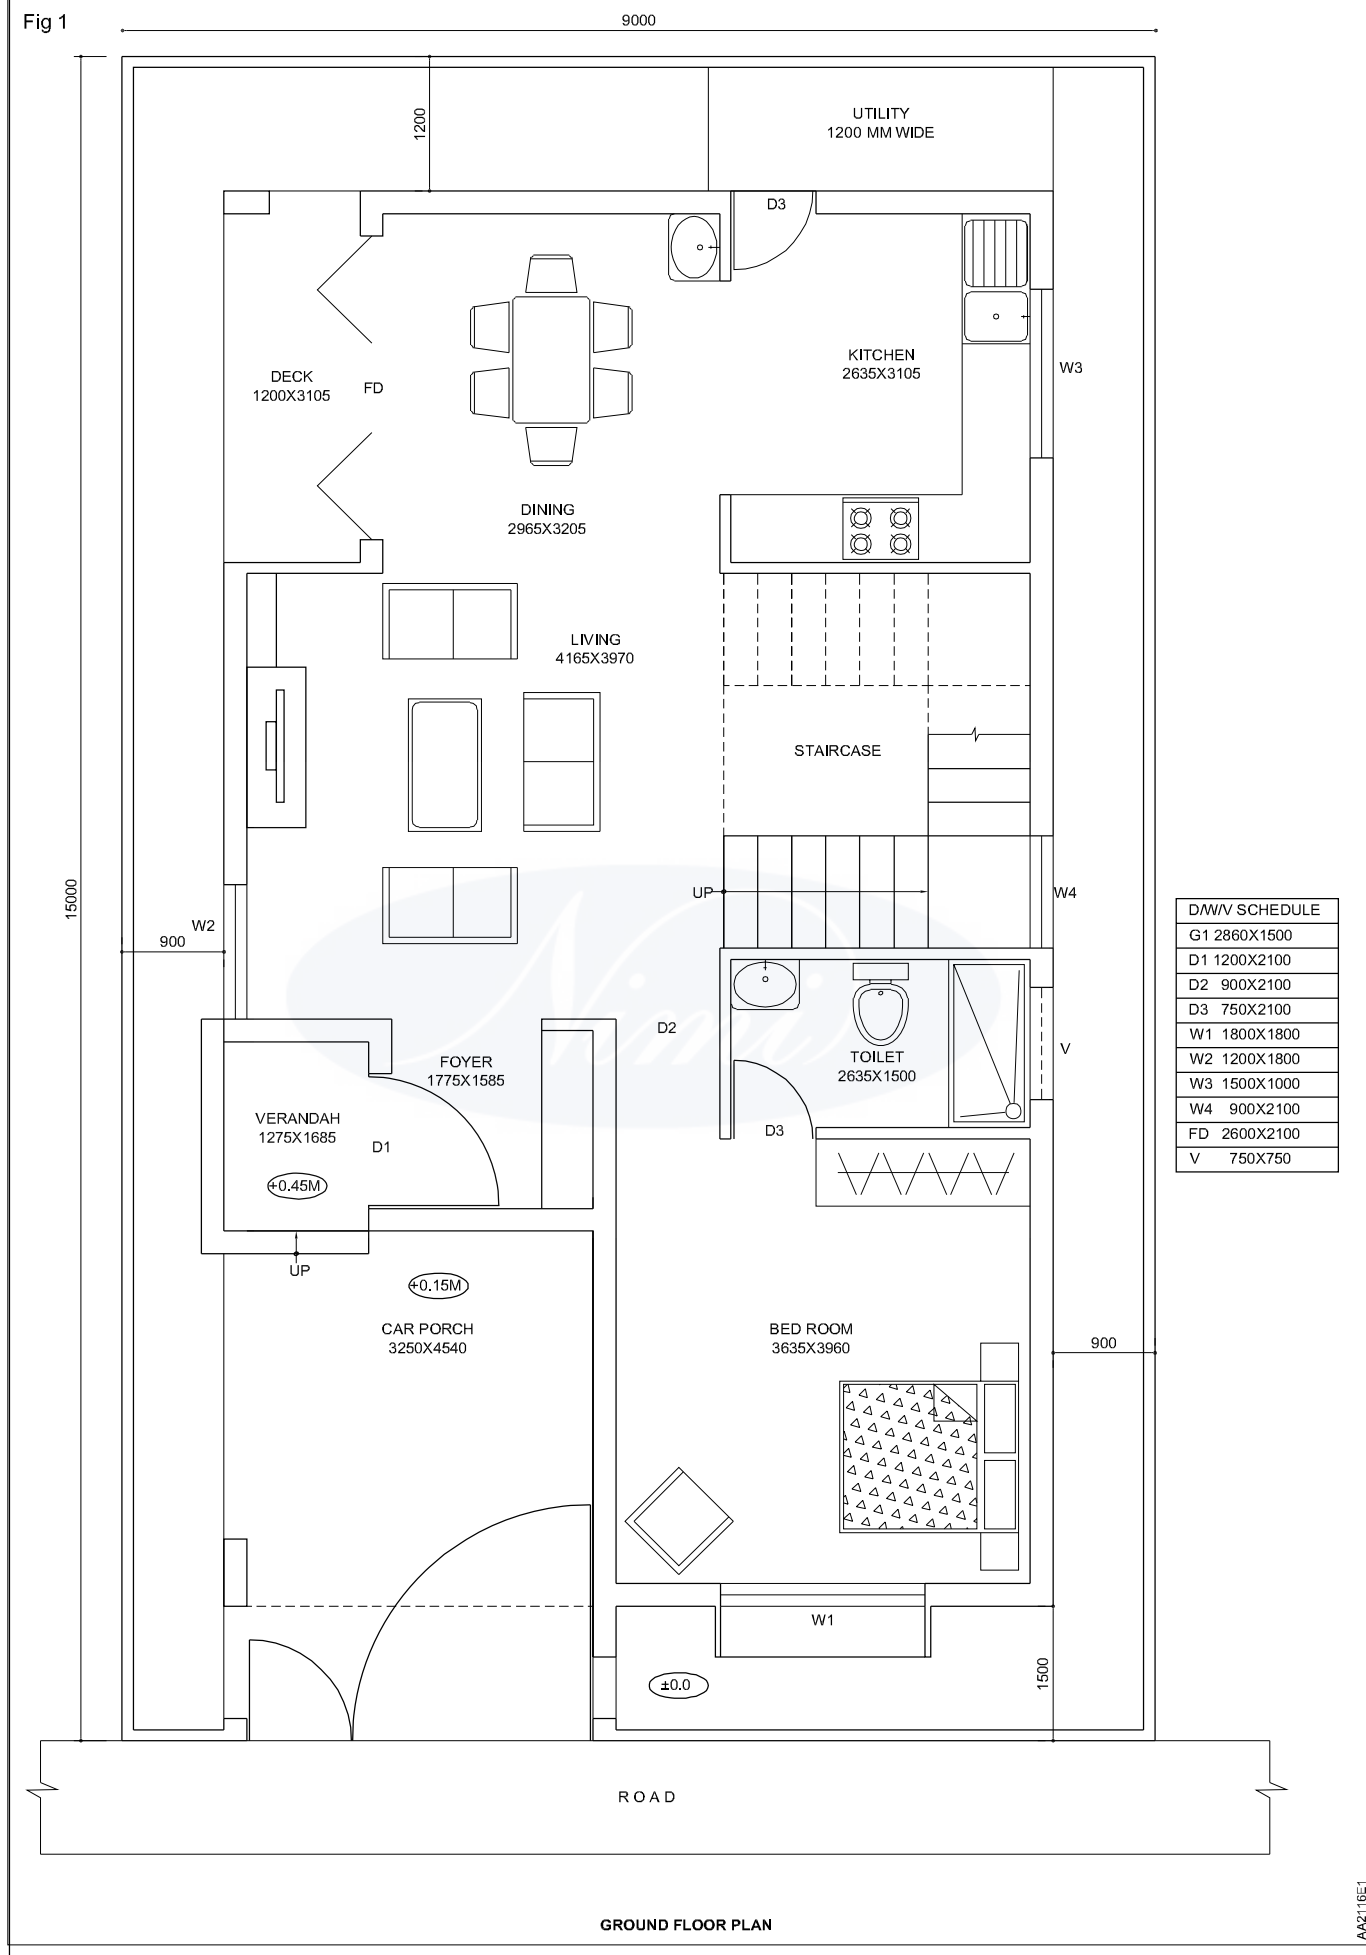 Fig 1
9000
1200
UTILITY
1200 MM WIDE
D3
KITCHEN
2635X3105
W3
DECK
1200X3105
FD
DINING
2965X3205
LIVING
4165X3970
STAIRCASE
15000
UP
W4
W2
900
D/W/V SCHEDULE
G1 2860X1500
D1 1200X2100
D2 900X2100
D3 750X2100
W1 1800X1800
W2 1200X1800
W3 1500X1000
W4 900X2100
FD 2600X2100
V 750X750
Nimi
D2
FOYER
1775X1585
TOILET
2635X1500
V
VERANDAH
1275X1685
D1
D3
+0.45M
UP
+0.15M
CAR PORCH
3250X4540
BED ROOM
3635X3960
900
W1
±0.0
1500
ROAD
GROUND FLOOR PLAN
AA2116E1